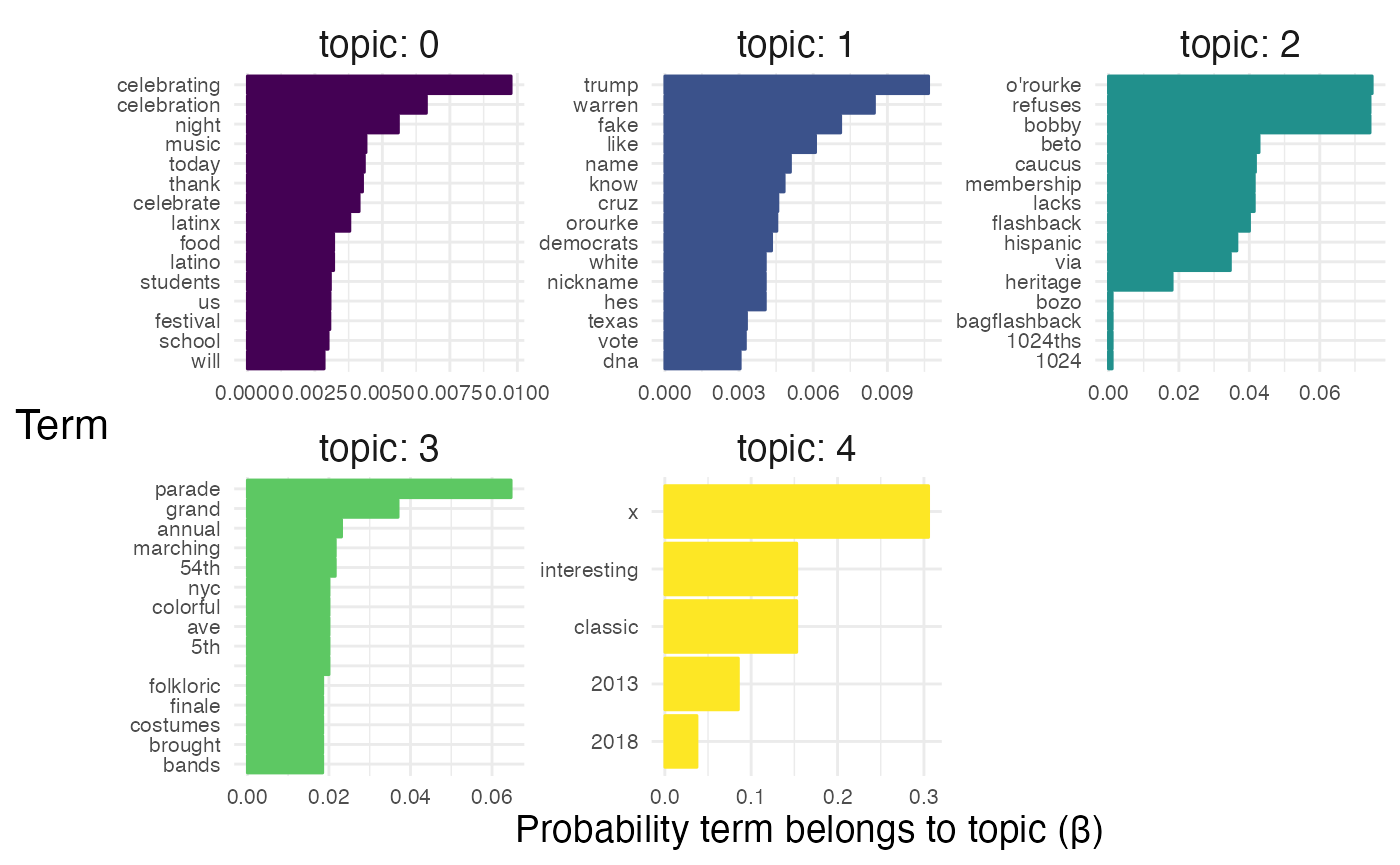 topic: 0
celebrating
celebration
night
music
today
thank
celebrate
latinx
food
latino
students
us
festival
school
will
0.0000 0.0025 0.0050 0.0075 0.0100
topic: 1
trump
warren
fake
like
name
know
cruz
orourke
democrats
white
nickname
hes
texas
vote
dna
0.000 0.003 0.006 0.009
topic: 2
o'rourke
refuses
bobby
beto
caucus
membership
lacks
flashback
hispanic
via
heritage
bozo
bagflashback
1024ths
1024
0.00 0.02 0.04 0.06
Term
topic: 3
parade
grand
annual
marching
54th
nyc
colorful
ave
5th
folkloric
finale
costumes
brought
bands
0.00 0.02 0.04 0.06
topic: 4
x
interesting
classic
2013
2018
0.0 0.1 0.2 0.3
Probability term belongs to topic (β)